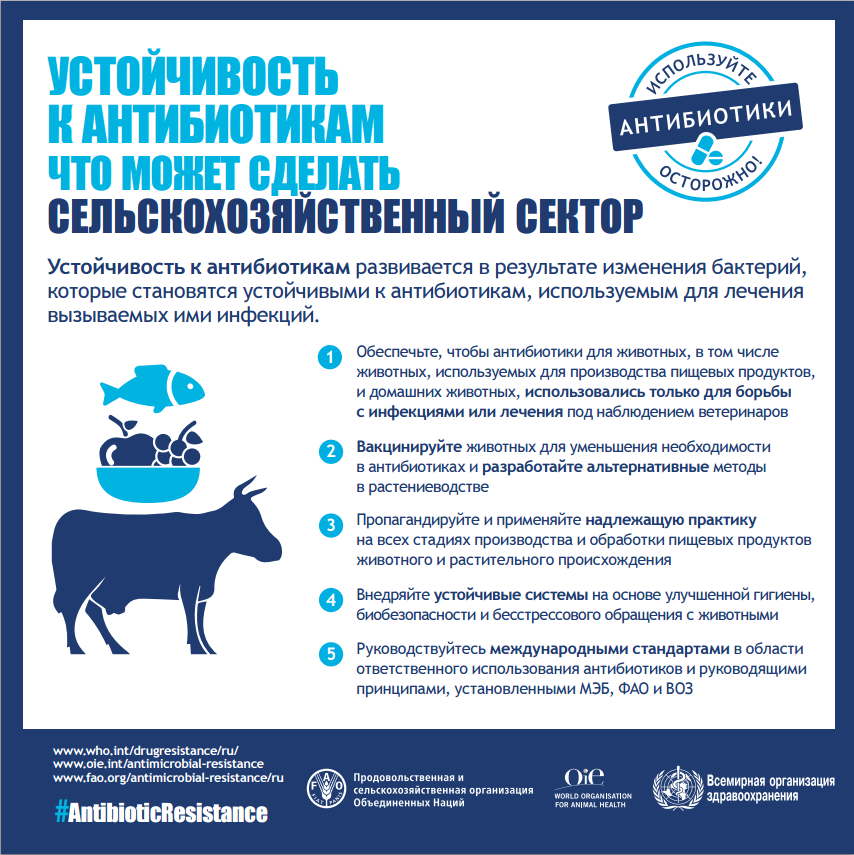 УСТОЙЧИВОСТЬ
К АНТИБИОТИКАМ
ЧТО МОЖЕТ СДЕЛАТЬ
СЕЛЬСКОХОЗЯЙСТВЕННЫЙ СЕКТОР
ИСПОЛЬЗУЙТЕ
АНТИБИОТИКИ
ОСТОРОЖНО!
Устойчивость к антибиотикам развивается в результате изменения бактерий,
которые становятся устойчивыми к антибиотикам, используемым для лечения
вызываемых ими инфекций.
1 Обеспечьте, чтобы антибиотики для животных, в том числе
животных, используемых для производства пищевых продуктов,
и домашних животных, использовались только для борьбы
с инфекциями или лечения под наблюдением ветеринаров
2 Вакцинируйте животных для уменьшения необходимости
в антибиотиках и разработайте альтернативные методы
в растениеводстве
3 Пропагандируйте и применяйте надлежащую практику
на всех стадиях производства и обработки пищевых продуктов
животного и растительного происхождения
4 Внедряйте устойчивые системы на основе улучшенной гигиены,
биобезопасности и бесстрессового обращения с животными
5 Руководствуйтесь международными стандартами в области
ответственного использования антибиотиков и руководящими
принципами, установленными МЭБ, ФАО и ВОЗ
www.who.int/drugresistance/ru/
www.oie.int/antimicrobial-resistance
www.fao.org/antimicrobial-resistance/ru
#AntibioticResistance
F A O
FIAT PANIS
Продовольственная и
сельскохозяйственная организация
Объединенных Наций
Oie
WORLD ORGANISATION
FOR ANIMAL HEALTH
Всемирная организация
здравоохранения